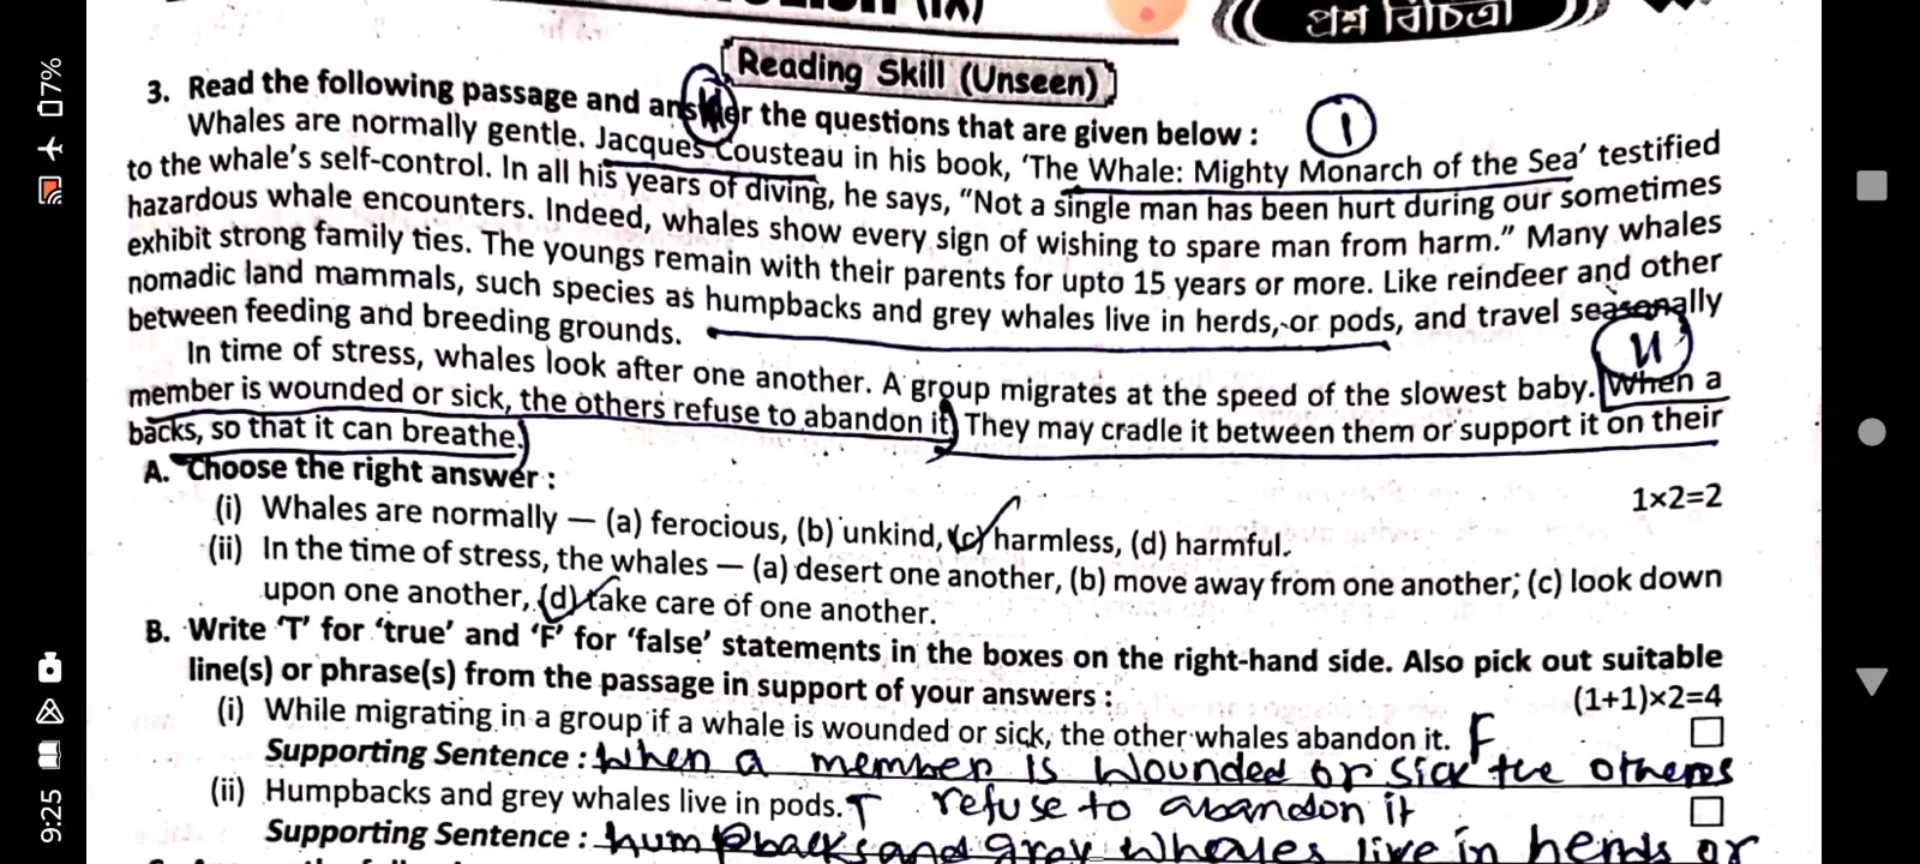 প্রশ্ন বিচিত্রা
Reading Skill (Unseen)
3. Read the following passage and answer the questions that are given below :
1
Whales are normally gentle. Jacques Cousteau in his book, 'The Whale: Mighty Monarch of the Sea' testified
to the whale's self-control. In all his years of diving, he says, "Not a single man has been hurt during our sometimes
hazardous whale encounters. Indeed, whales show every sign of wishing to spare man from harm." Many whales
exhibit strong family ties. The youngs remain with their parents for upto 15 years or more. Like reindeer and other
nomadic land mammals, such species as humpbacks and grey whales live in herds, or pods, and travel seasonally
between feeding and breeding grounds.
In time of stress, whales look after one another. A group migrates at the speed of the slowest baby. When a
member is wounded or sick, the others refuse to abandon it. They may cradle it between them or support it on their
backs, so that it can breathe.
A. Choose the right answer :
1×2=2
(i) Whales are normally — (a) ferocious, (b) unkind, (c) harmless, (d) harmful.
(ii) In the time of stress, the whales — (a) desert one another, (b) move away from one another; (c) look down
upon one another, (d) take care of one another.
B. Write 'T' for 'true' and 'F' for 'false' statements in the boxes on the right-hand side. Also pick out suitable
line(s) or phrase(s) from the passage in support of your answers :
(1+1)×2=4
(i) While migrating in a group if a whale is wounded or sick, the other whales abandon it. F
Supporting Sentence : When a member is wounded or sick the others
refuse to abandon it
(ii) Humpbacks and grey whales live in pods. T
Supporting Sentence : humpbacks and grey whales live in herds or
7%
9:25